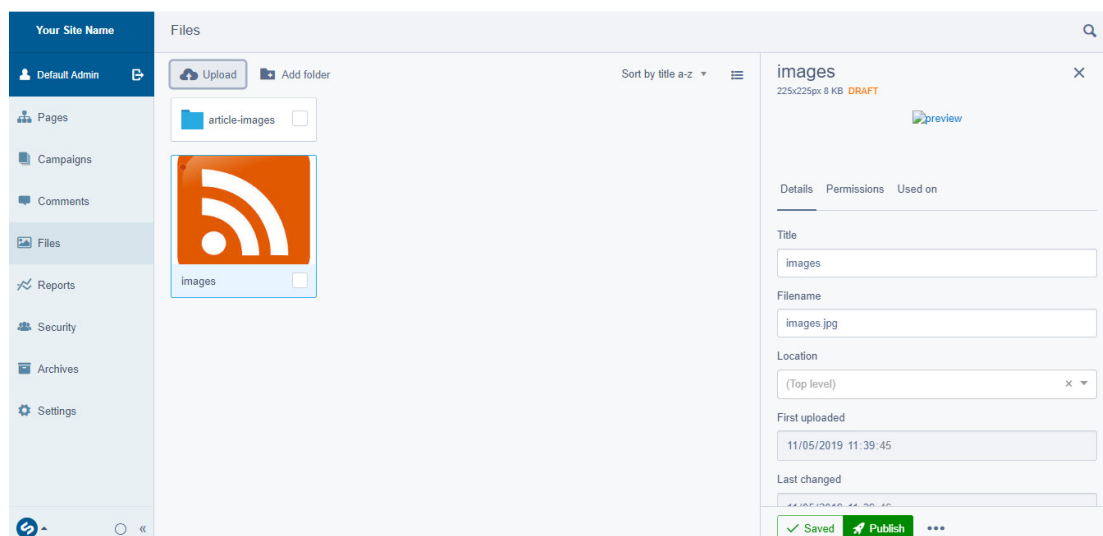 Your Site Name
Files
Default Admin
Upload
Add folder
Sort by title a-z
images
225x225px 8 KB DRAFT
preview
Pages
Campaigns
Comments
Files
Reports
Security
Archives
Settings
article-images
images
Details Permissions Used on
Title
images
Filename
images.jpg
Location
(Top level)
First uploaded
11/05/2019 11:39:45
Last changed
Saved
Publish